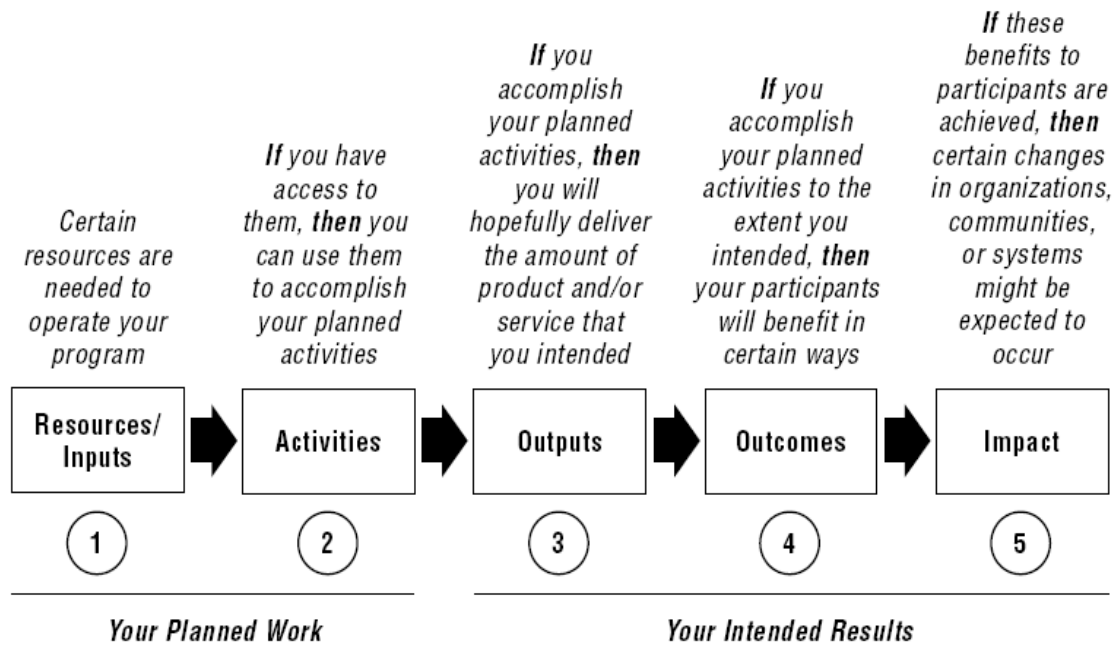 Certain
resources are
needed to
operate your
program
If you have
access to
them, then you
can use them
to accomplish
your planned
activities
If you
accomplish
your planned
activities, then
you will
hopefully deliver
the amount of
product and/or
service that
you intended
If you
accomplish
your planned
activities to the
extent you
intended, then
your participants
will benefit in
certain ways
If these
benefits to
participants are
achieved, then
certain changes
in organizations,
communities,
or systems
might be
expected to
occur
Resources/
Inputs
Activities
Outputs
Outcomes
Impact
1
2
3
4
5
Your Planned Work
Your Intended Results